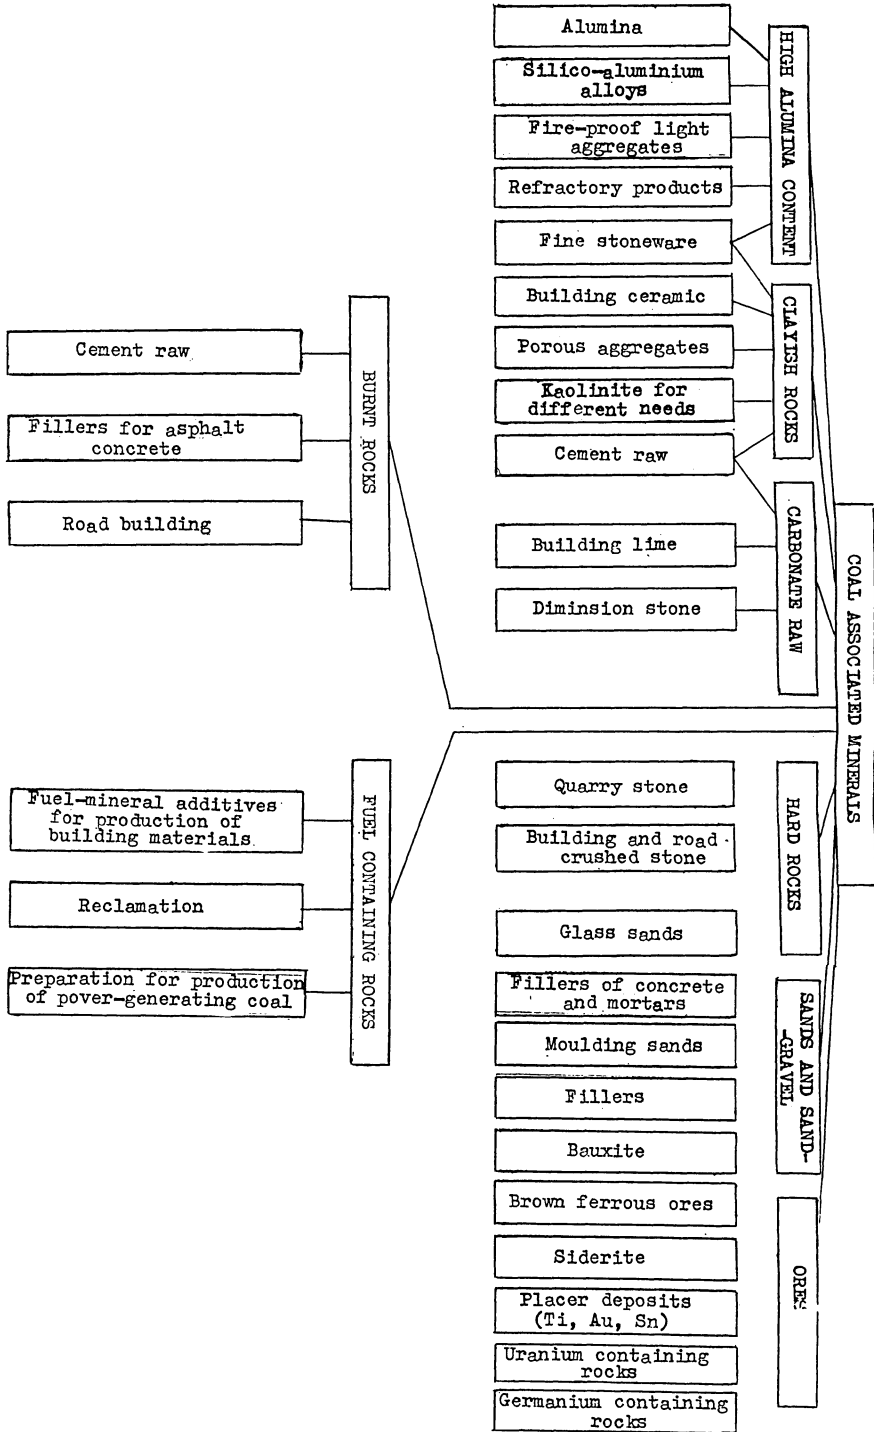 COAL ASSOCIATED MINERALS
HIGH ALUMINA CONTENT
Alumina
Silico-aluminium
alloys
Fire-proof light
aggregates
Refractory products
Fine stoneware
CLAYISH ROCKS
Building ceramic
Porous aggregates
Kaolinite for
different needs
Cement raw
CARBONATE RAW
Building lime
Diminsion stone
BURNT ROCKS
Cement raw
Fillers for asphalt
concrete
Road building
FUEL CONTAINING ROCKS
Fuel-mineral additives
for production of
building materials
Reclamation
Preparation for production
of pover-generating coal
HARD ROCKS
Quarry stone
Building and road
crushed stone
Glass sands
SANDS AND SAND-
-GRAVEL
Fillers of concrete
and mortars
Moulding sands
Fillers
ORES
Bauxite
Brown ferrous ores
Siderite
Placer deposits
(Ti, Au, Sn)
Uranium containing
rocks
Germanium containing
rocks